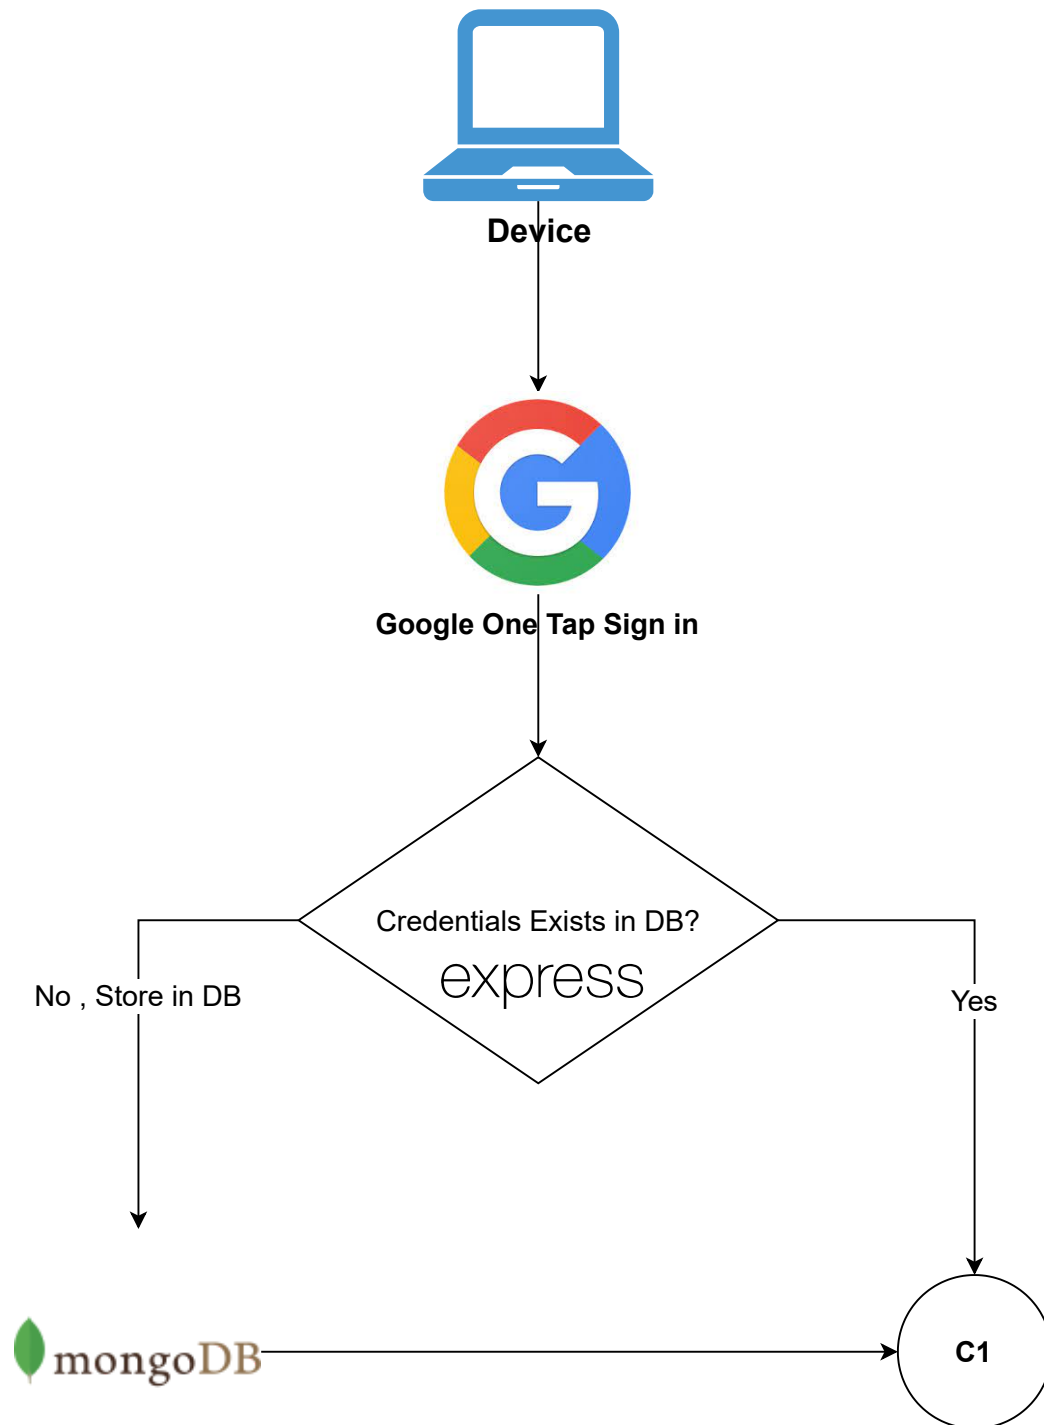 Device
Google One Tap Sign in
Credentials Exists in DB?
express
No , Store in DB
Yes
mongoDB
C1